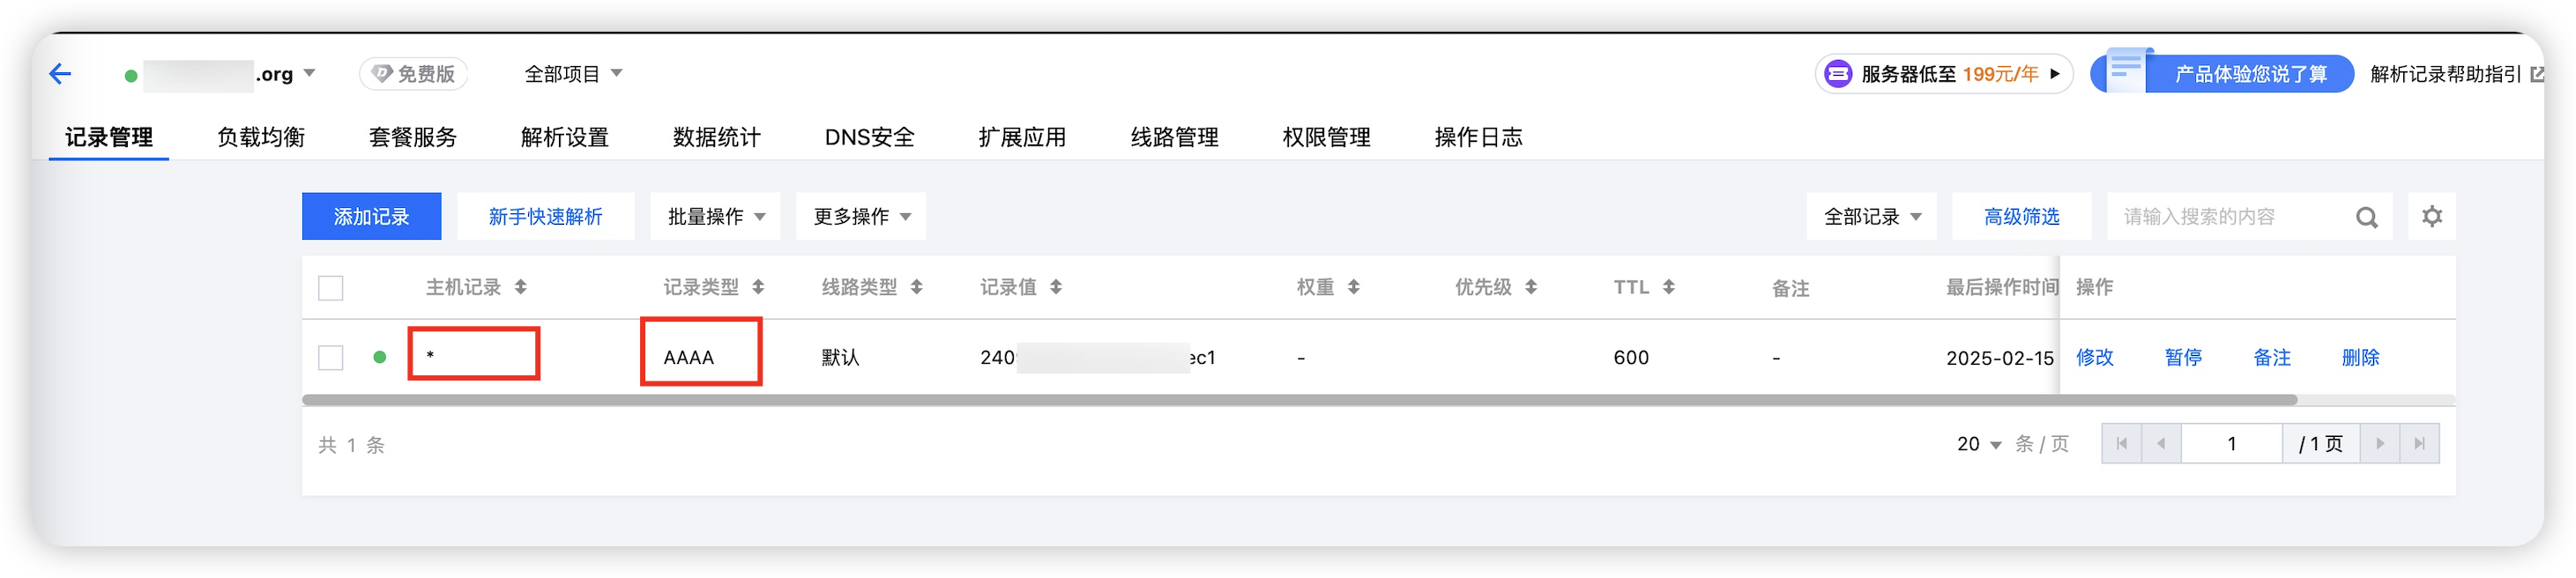 .org 免费版 全部项目 服务器低至 199元/年 产品体验您说了算 解析记录帮助指引
记录管理 负载均衡 套餐服务 解析设置 数据统计 DNS安全 扩展应用 线路管理 权限管理 操作日志
添加记录 新手快速解析 批量操作 更多操作 全部记录 高级筛选 请输入搜索的内容
主机记录 记录类型 线路类型 记录值 权重 优先级 TTL 备注 最后操作时间 操作
* AAAA 默认 240 ec1 - 600 - 2025-02-15 修改 暂停 备注 删除
共 1 条 20 条 / 页 1 / 1 页